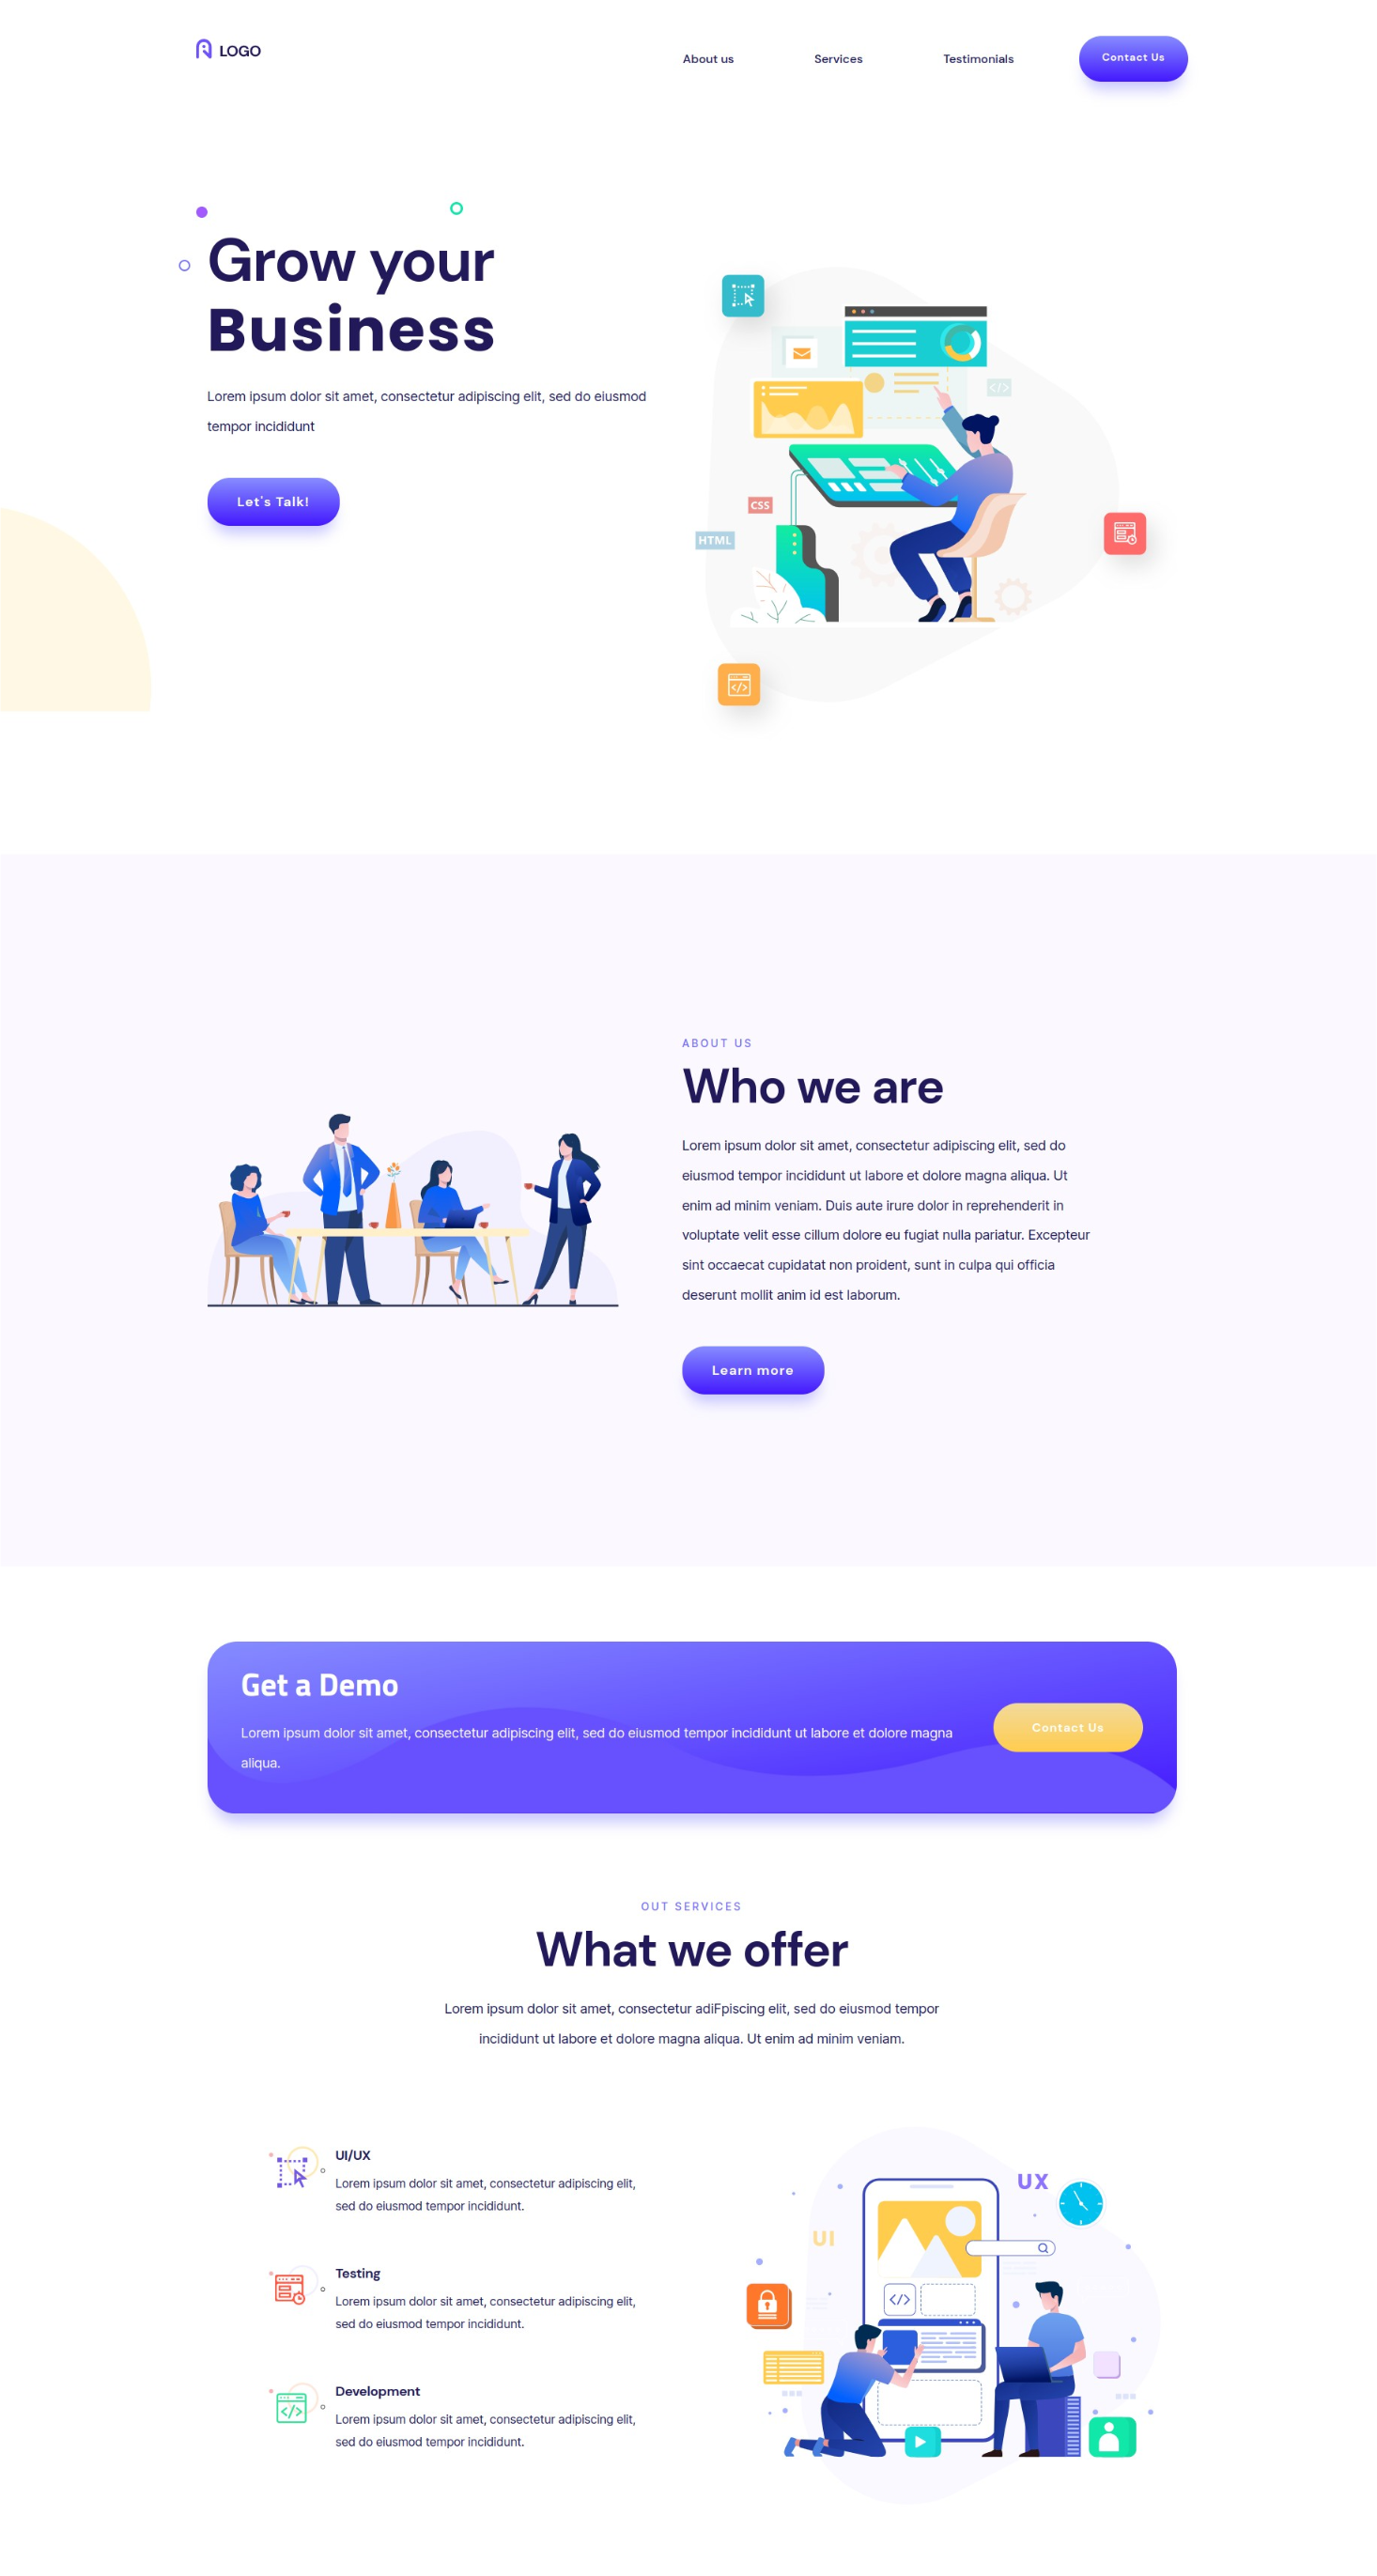 LOGO
About us
Services
Testimonials
Contact Us
Grow your
Business
Lorem ipsum dolor sit amet, consectetur adipiscing elit, sed do eiusmod
tempor incididunt
Let's Talk!
CSS
HTML
ABOUT US
Who we are
Lorem ipsum dolor sit amet, consectetur adipiscing elit, sed do
eiusmod tempor incididunt ut labore et dolore magna aliqua. Ut
enim ad minim veniam. Duis aute irure dolor in reprehenderit in
voluptate velit esse cillum dolore eu fugiat nulla pariatur. Excepteur
sint occaecat cupidatat non proident, sunt in culpa qui officia
deserunt mollit anim id est laborum.
Learn more
Get a Demo
Lorem ipsum dolor sit amet, consectetur adipiscing elit, sed do eiusmod tempor incididunt ut labore et dolore magna
aliqua.
Contact Us
OUT SERVICES
What we offer
Lorem ipsum dolor sit amet, consectetur adiFpiscing elit, sed do eiusmod tempor
incididunt ut labore et dolore magna aliqua. Ut enim ad minim veniam.
UI/UX
Lorem ipsum dolor sit amet, consectetur adipiscing elit,
sed do eiusmod tempor incididunt.
Testing
Lorem ipsum dolor sit amet, consectetur adipiscing elit,
sed do eiusmod tempor incididunt.
Development
Lorem ipsum dolor sit amet, consectetur adipiscing elit,
sed do eiusmod tempor incididunt.
UX
UI